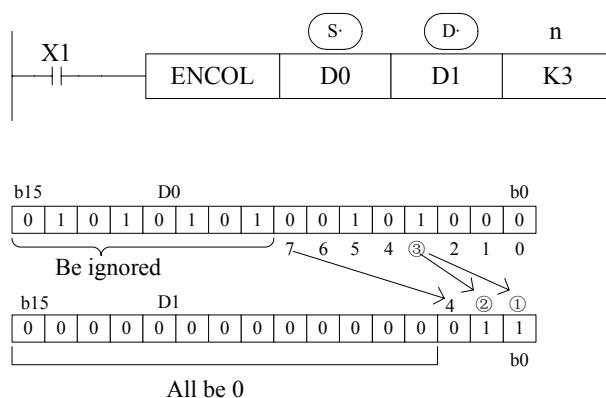 S· D· n
X1
ENCOL D0 D1 K3
b15 D0 b0
0 1 0 1 0 1 0 1 0 0 1 0 1 0 0 0
7 6 5 4 ③ 2 1 0
Be ignored
b15 D1 4 ② ①
0 0 0 0 0 0 0 0 0 0 0 0 0 0 1 1
b0
All be 0